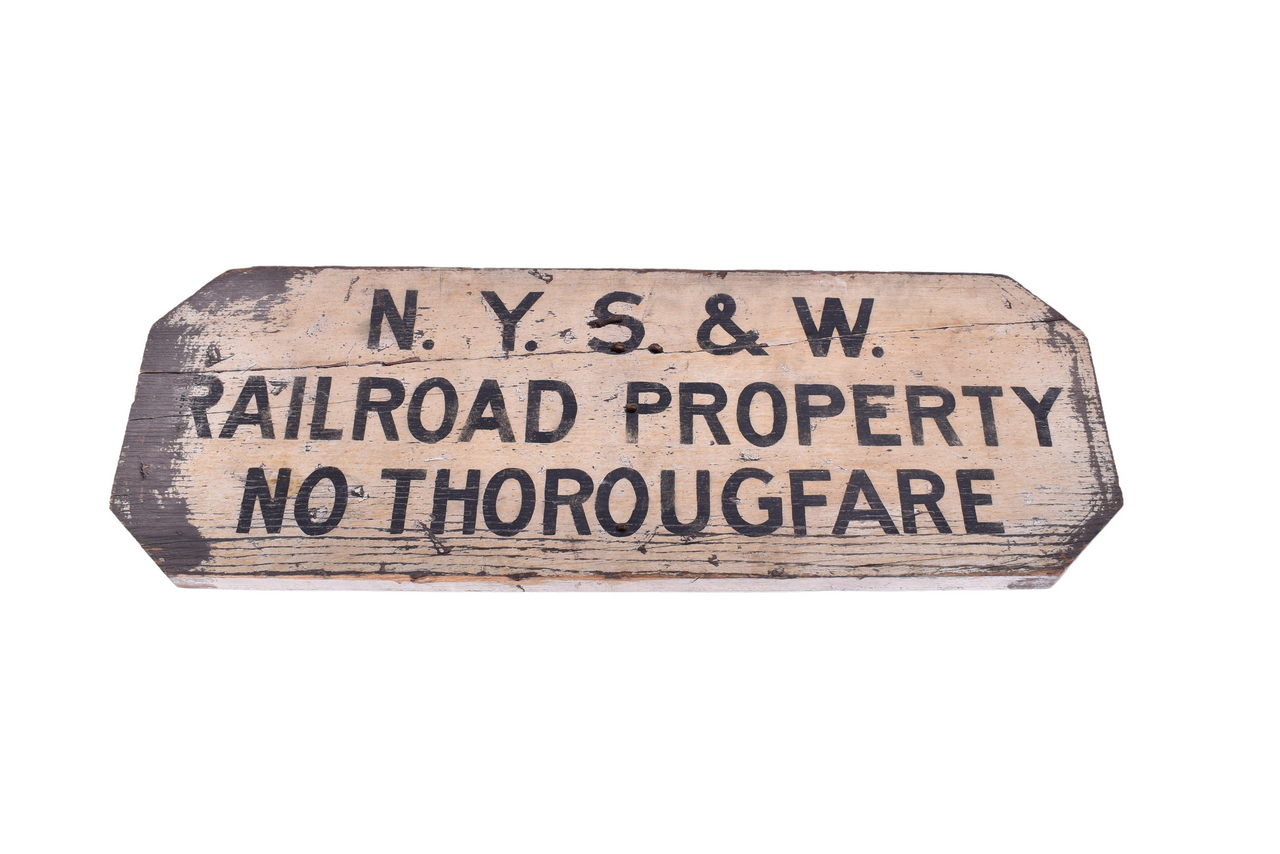 N. Y. S. & W.
RAILROAD PROPERTY
NO THOROUGFARE